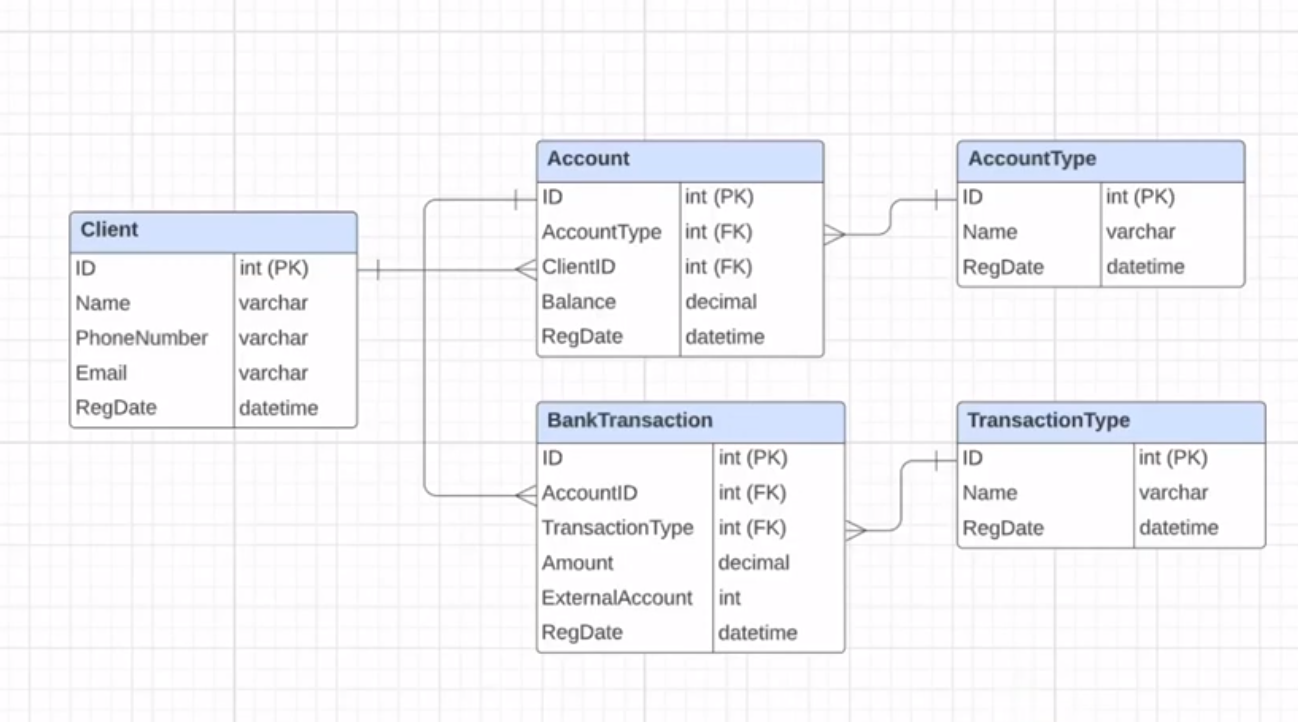 Client
ID int (PK)
Name varchar
PhoneNumber varchar
Email varchar
RegDate datetime
Account
ID int (PK)
AccountType int (FK)
ClientID int (FK)
Balance decimal
RegDate datetime
AccountType
ID int (PK)
Name varchar
RegDate datetime
BankTransaction
ID int (PK)
AccountID int (FK)
TransactionType int (FK)
Amount decimal
ExternalAccount int
RegDate datetime
TransactionType
ID int (PK)
Name varchar
RegDate datetime